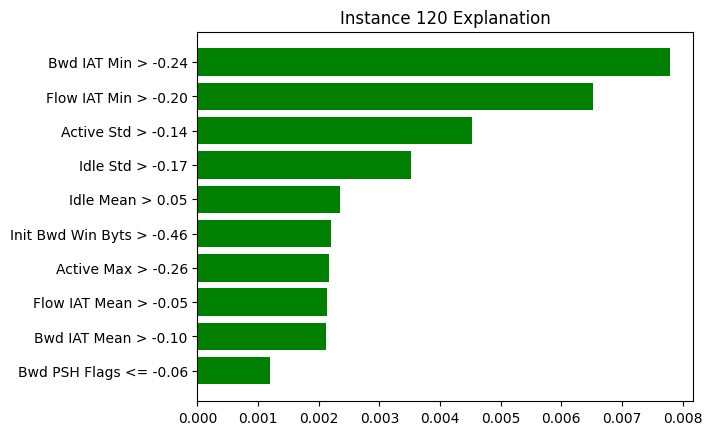 Instance 120 Explanation
Bwd IAT Min > -0.24
Flow IAT Min > -0.20
Active Std > -0.14
Idle Std > -0.17
Idle Mean > 0.05
Init Bwd Win Byts > -0.46
Active Max > -0.26
Flow IAT Mean > -0.05
Bwd IAT Mean > -0.10
Bwd PSH Flags <= -0.06
0.000 0.001 0.002 0.003 0.004 0.005 0.006 0.007 0.008